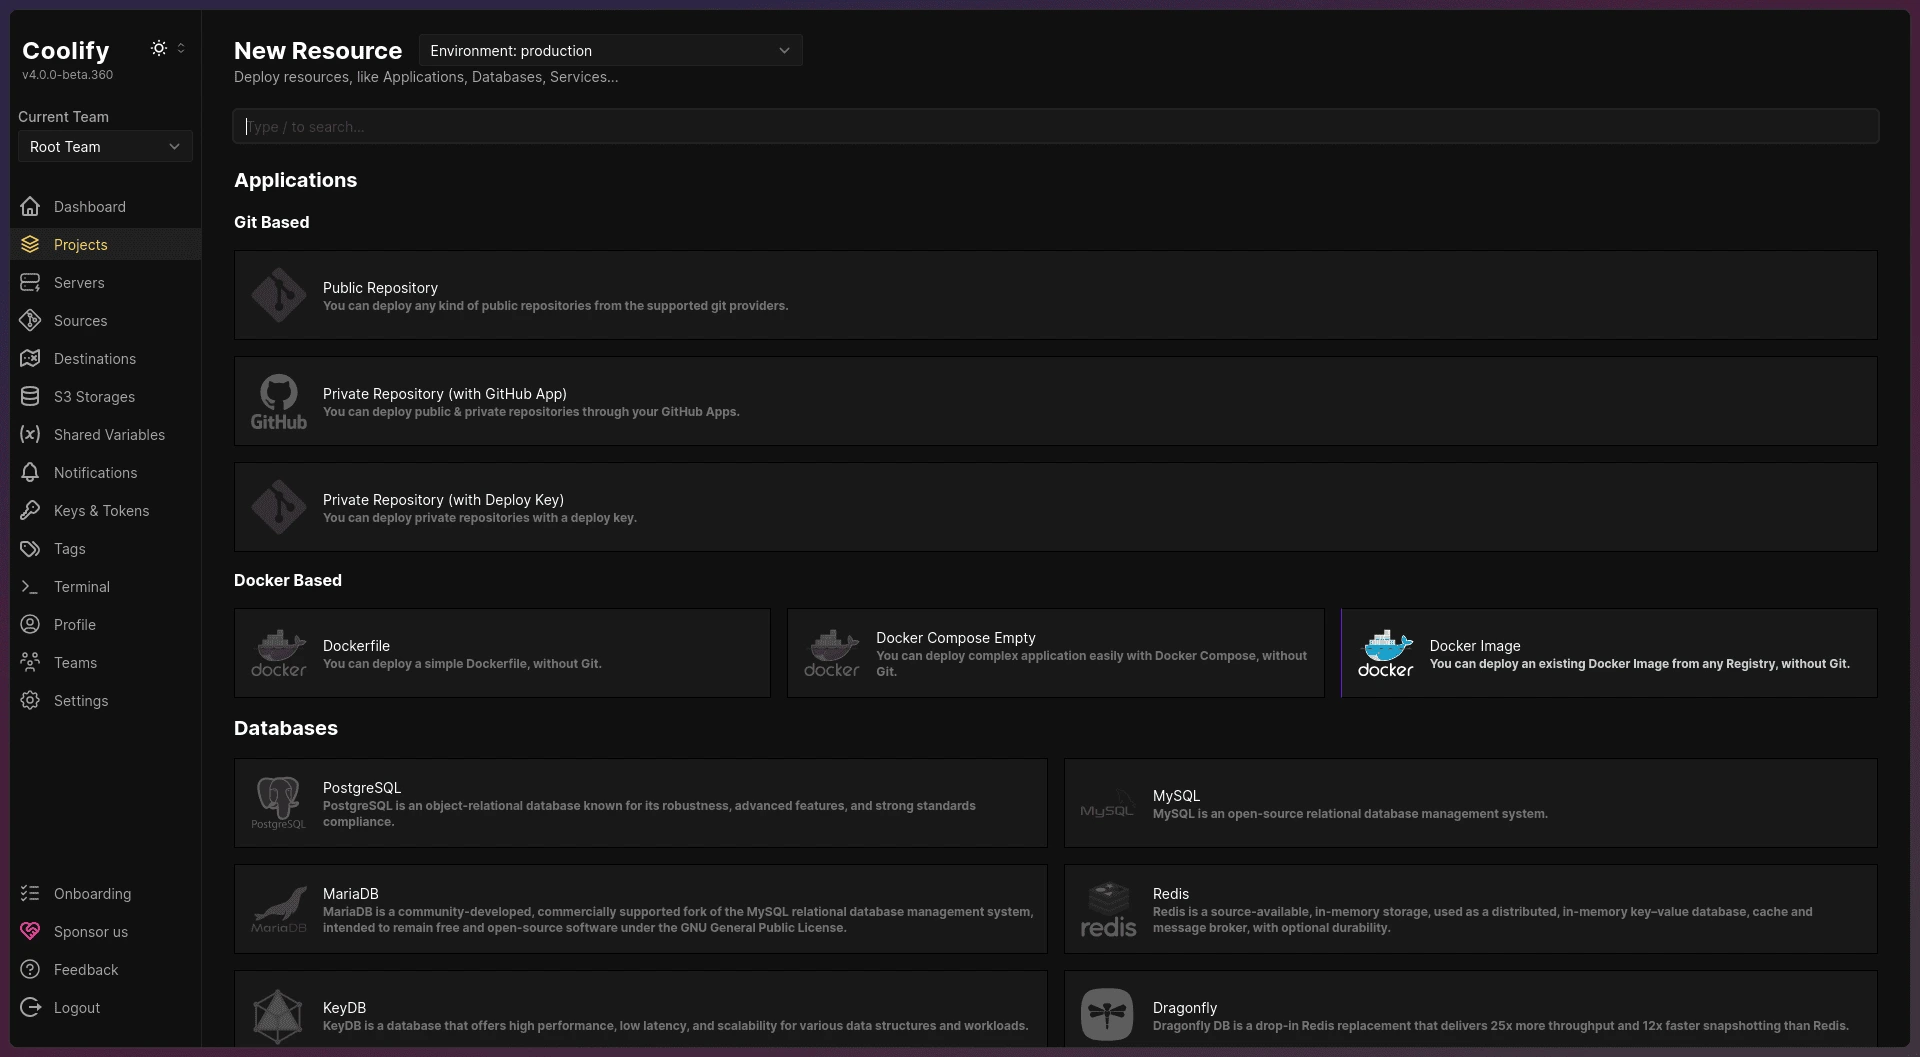 Coolify
v4.0.0-beta.360
Current Team
Root Team
Dashboard
Projects
Servers
Sources
Destinations
S3 Storages
Shared Variables
Notifications
Keys & Tokens
Tags
Terminal
Profile
Teams
Settings
Onboarding
Sponsor us
Feedback
Logout
New Resource
Environment: production
Deploy resources, like Applications, Databases, Services...
Type / to search...
Applications
Git Based
Public Repository
You can deploy any kind of public repositories from the supported git providers.
GitHub
Private Repository (with GitHub App)
You can deploy public & private repositories through your GitHub Apps.
Private Repository (with Deploy Key)
You can deploy private repositories with a deploy key.
Docker Based
docker
Dockerfile
You can deploy a simple Dockerfile, without Git.
docker
Docker Compose Empty
You can deploy complex application easily with Docker Compose, without
Git.
docker
Docker Image
You can deploy an existing Docker Image from any Registry, without Git.
Databases
PostgreSQL
PostgreSQL
PostgreSQL is an object-relational database known for its robustness, advanced features, and strong standards
compliance.
MySQL
MySQL
MySQL is an open-source relational database management system.
MariaDB
MariaDB
MariaDB is a community-developed, commercially supported fork of the MySQL relational database management system,
intended to remain free and open-source software under the GNU General Public License.
redis
Redis
Redis is a source-available, in-memory storage, used as a distributed, in-memory key–value database, cache and
message broker, with optional durability.
KeyDB
KeyDB is a database that offers high performance, low latency, and scalability for various data structures and workloads.
Dragonfly
Dragonfly DB is a drop-in Redis replacement that delivers 25x more throughput and 12x faster snapshotting than Redis.